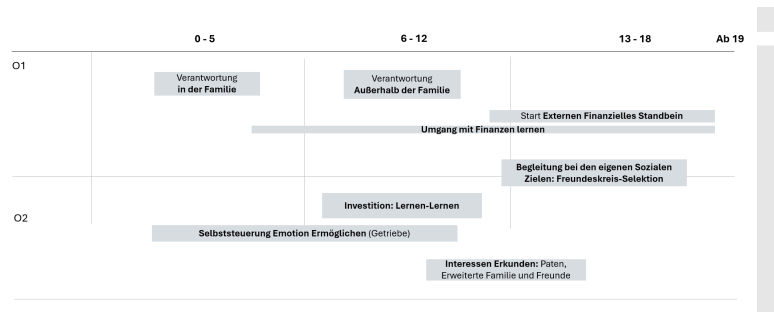 0 - 5
6 - 12
13 - 18
Ab 19
O1
Verantwortung
in der Familie
Verantwortung
Außerhalb der Familie
Start Externen Finanzielles Standbein
Umgang mit Finanzen lernen
Begleitung bei den eigenen Sozialen
Zielen: Freundeskreis-Selektion
O2
Investition: Lernen-Lernen
Selbststeuerung Emotion Ermöglichen (Getriebe)
Interessen Erkunden: Paten,
Erweiterte Familie und Freunde